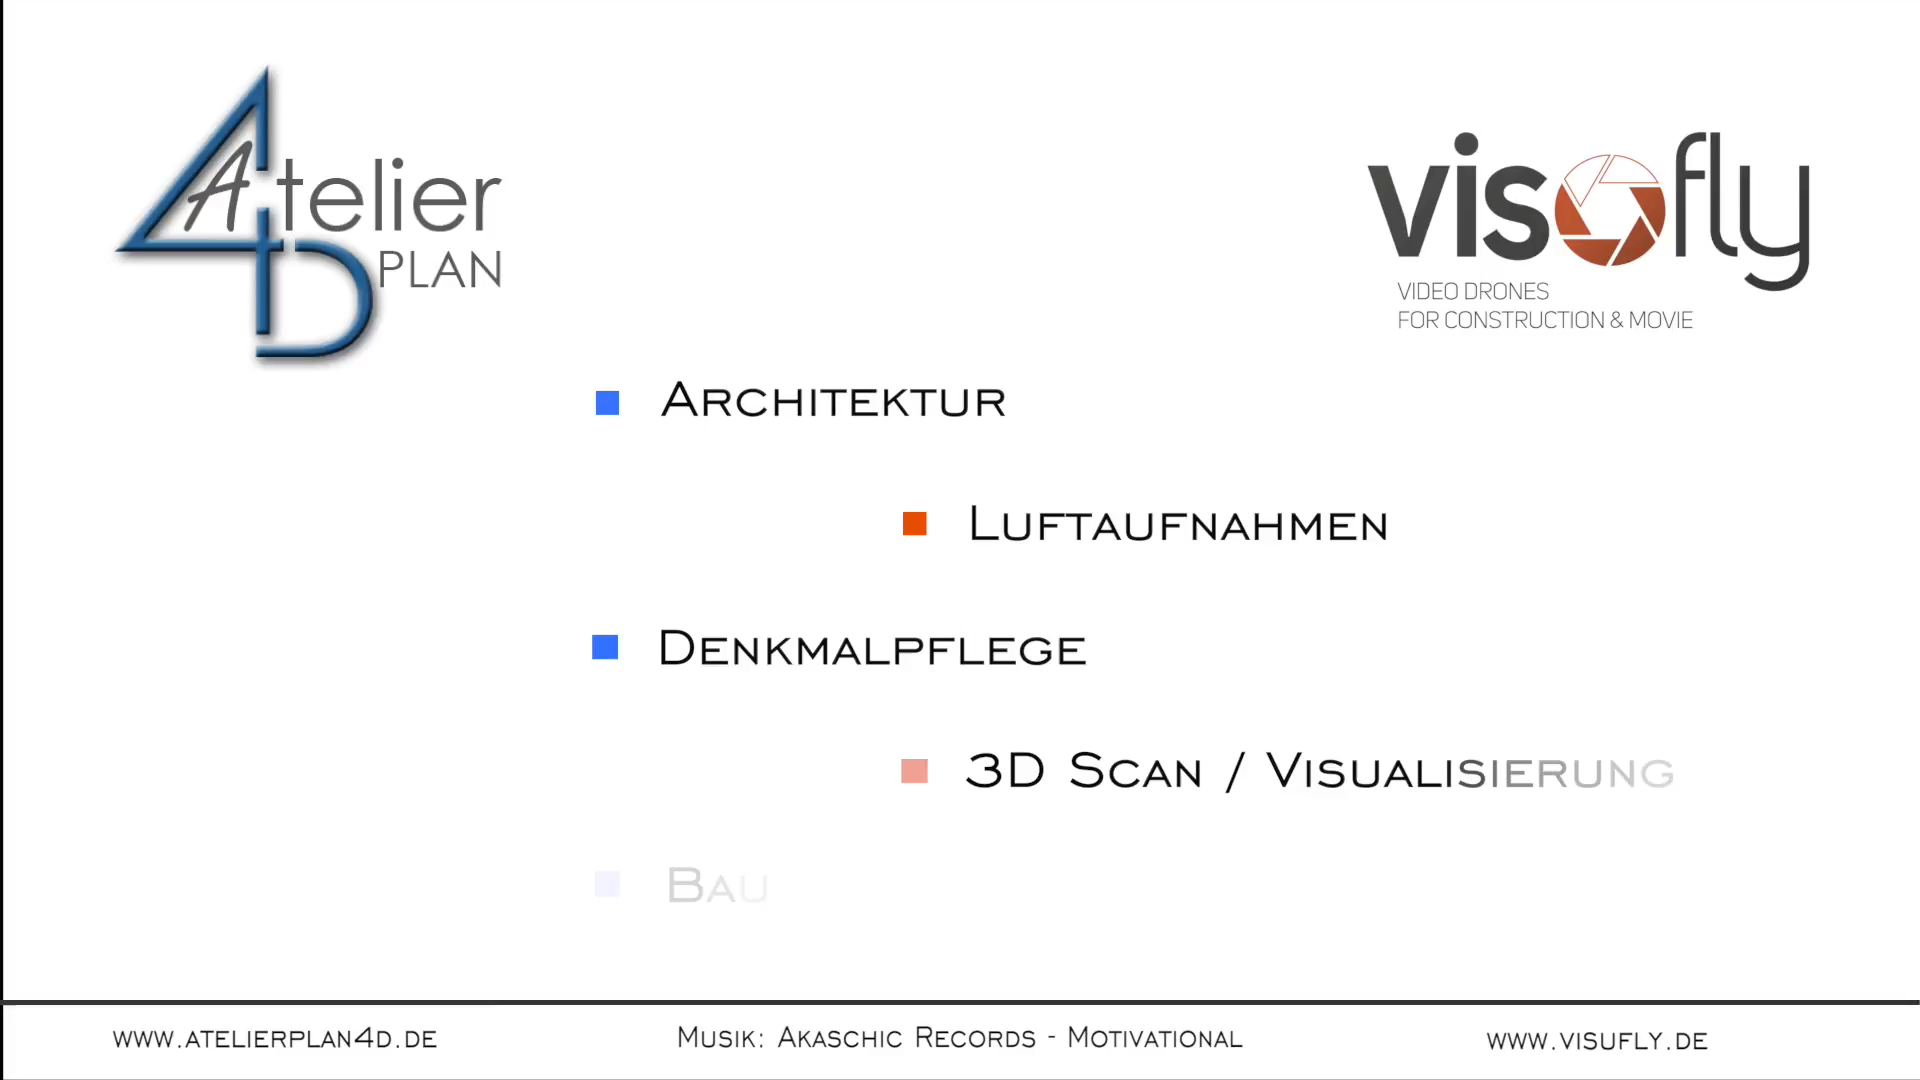 4D Atelier
PLAN
visofly
VIDEO DRONES
FOR CONSTRUCTION & MOVIE
Architektur
Luftaufnahmen
Denkmalpflege
3D Scan / Visualisierung
Bau
www.atelierplan4d.de
Musik: Akaschic Records - Motivational
www.visufly.de